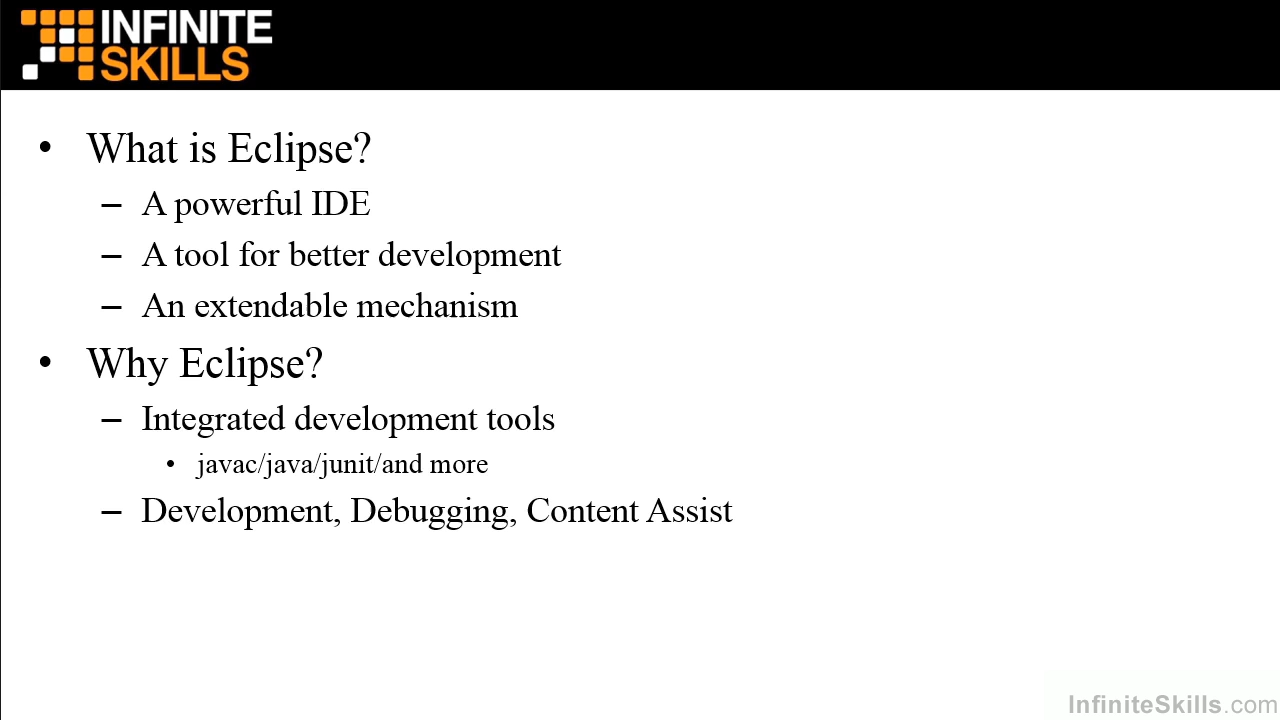 INFINITE
SKILLS
• What is Eclipse?
– A powerful IDE
– A tool for better development
– An extendable mechanism
• Why Eclipse?
– Integrated development tools
• javac/java/junit/and more
– Development, Debugging, Content Assist
InfiniteSkills.com